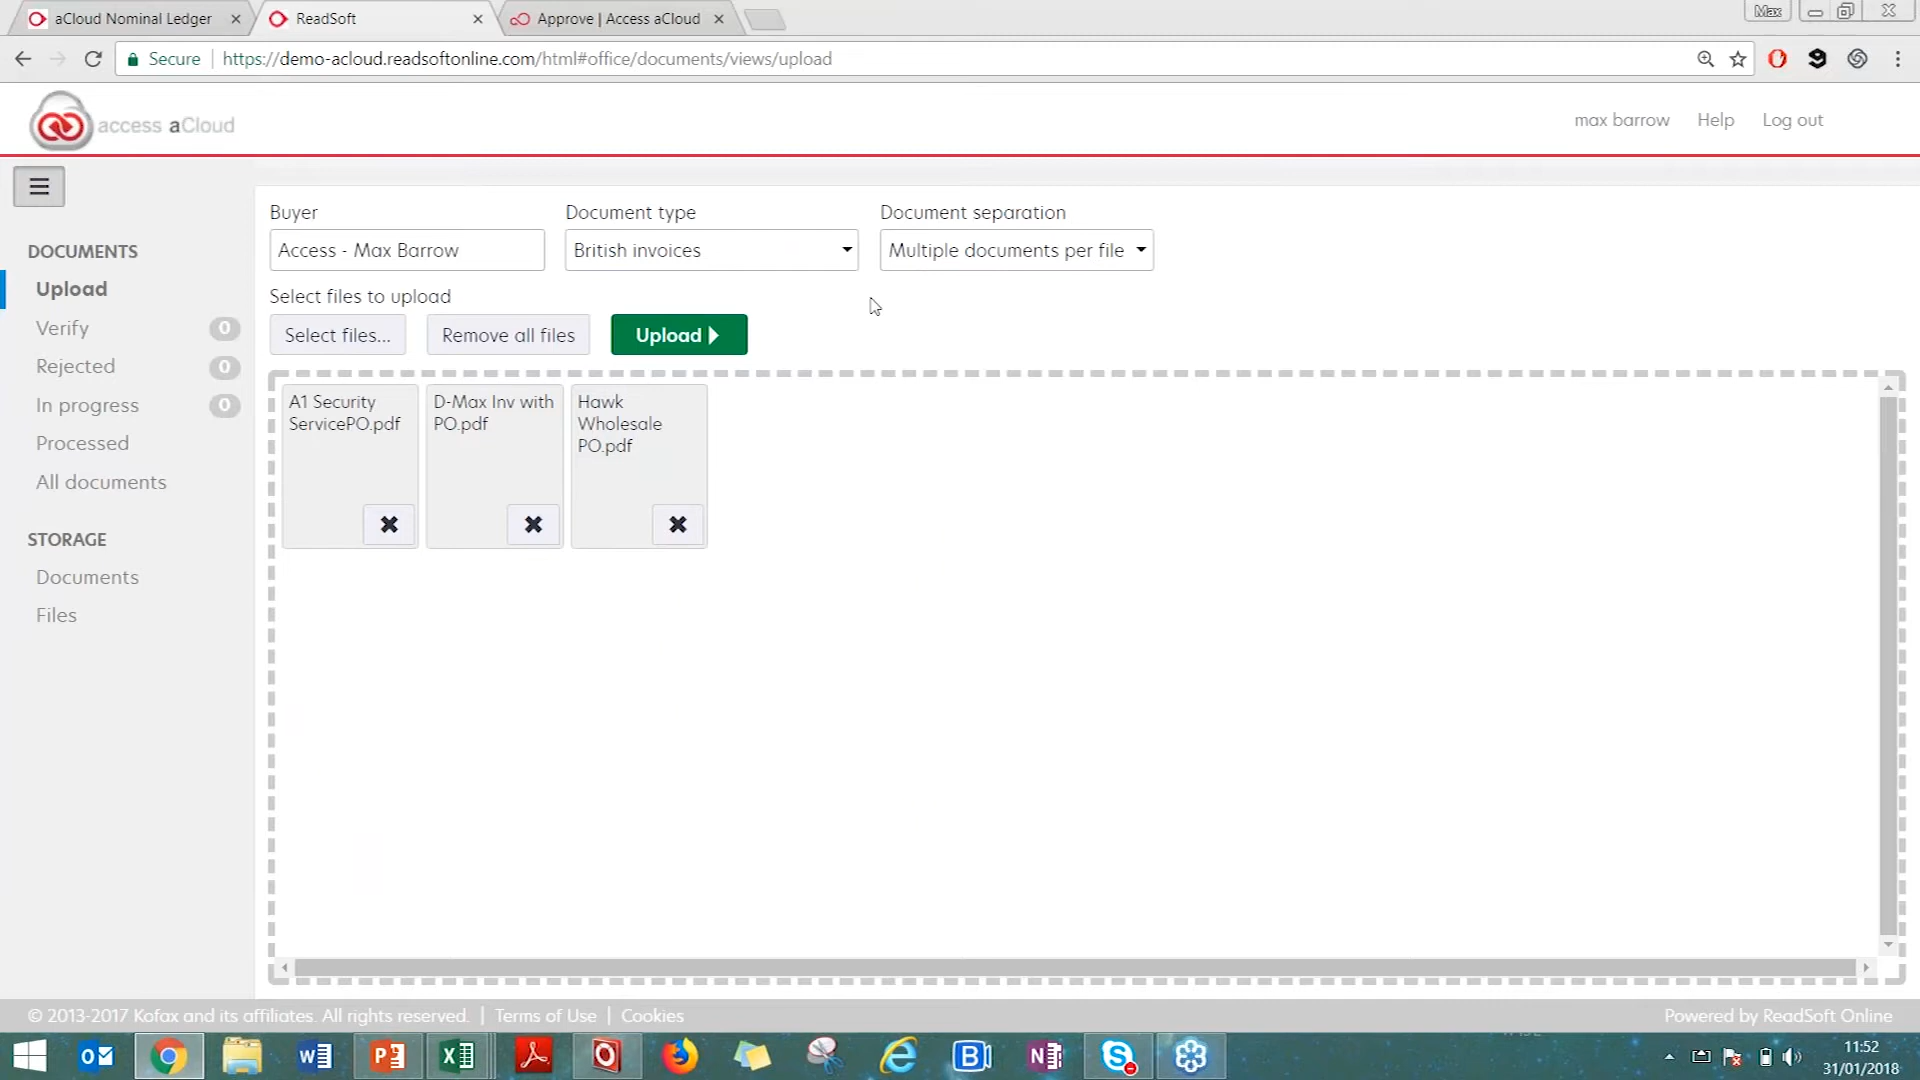 aCloud Nominal Ledger
ReadSoft
Approve | Access aCloud
Max
Secure
https://demo-acloud.readsoftonline.com/html#office/documents/views/upload
access aCloud
max barrow
Help
Log out
DOCUMENTS
Upload
Verify 0
Rejected 0
In progress 0
Processed
All documents
STORAGE
Documents
Files
Buyer
Access - Max Barrow
Document type
British invoices
Document separation
Multiple documents per file
Select files to upload
Select files...
Remove all files
Upload
A1 Security
ServicePO.pdf
D-Max Inv with
PO.pdf
Hawk
Wholesale
PO.pdf
© 2013-2017 Kofax and its affiliates. All rights reserved. | Terms of Use | Cookies
Powered by ReadSoft Online
11:52
31/01/2018